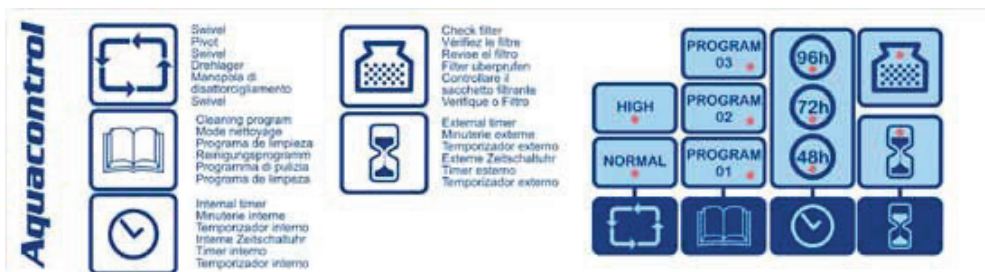 Aquacontrol
Swivel
Pivot
Swivel
Drehlager
Manopola di
disattorcigliamento
Swivel
Cleaning program
Mode nettoyage
Programa de limpieza
Reinigungsprogramm
Programma di pulizia
Programa de limpeza
Internal timer
Minuterie interne
Temporizador interno
Interne Zeitschaltuhr
Timer interno
Temporizador interno
Check filter
Vérifiez le filtre
Revise el filtro
Filter uberprufen
Controllare il
sacchetto filtrante
Verifique o Filtro
External timer
Minuterie externe
Temporizador externo
Externe Zeitschaltuhr
Timer esterno
Temporizador externo
HIGH
NORMAL
PROGRAM
03
PROGRAM
02
PROGRAM
01
96h
72h
48h